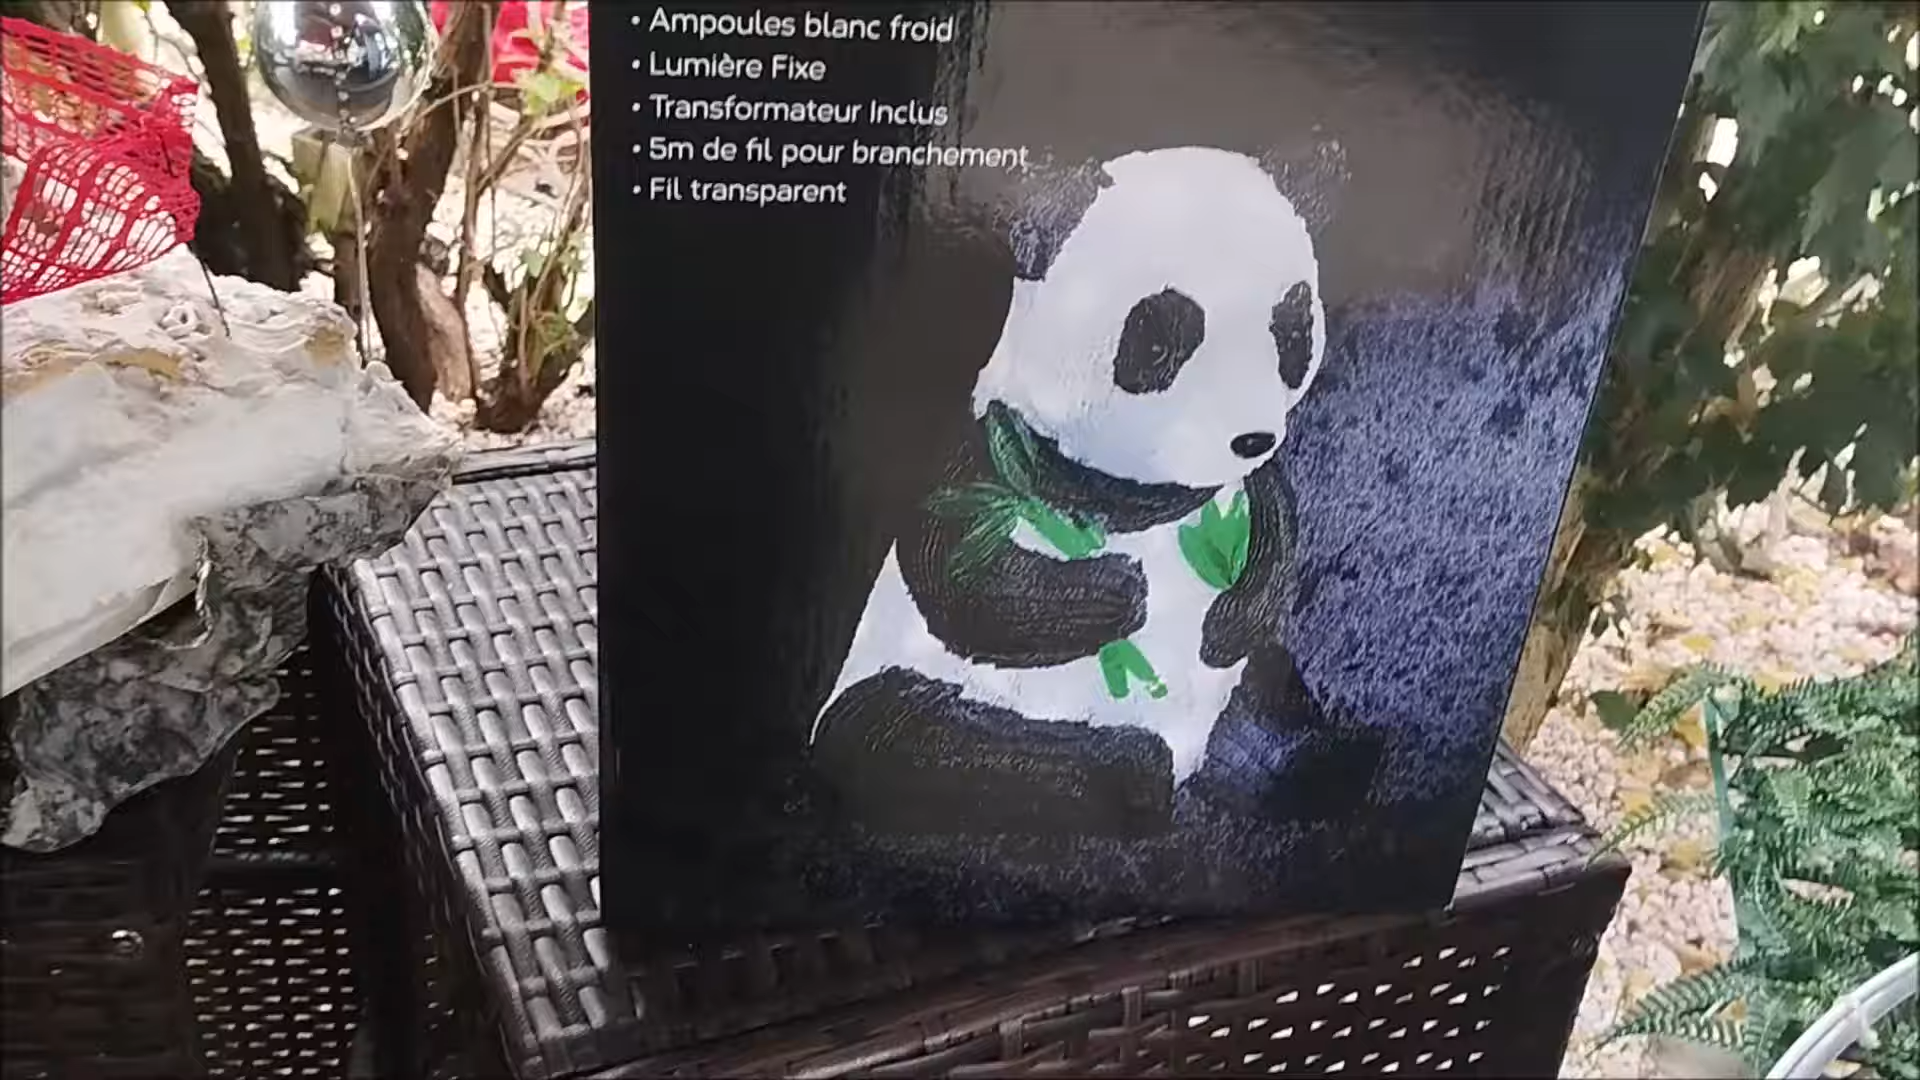 • Ampoules blanc froid
• Lumière Fixe
• Transformateur Inclus
• 5m de fil pour branchement
• Fil transparent